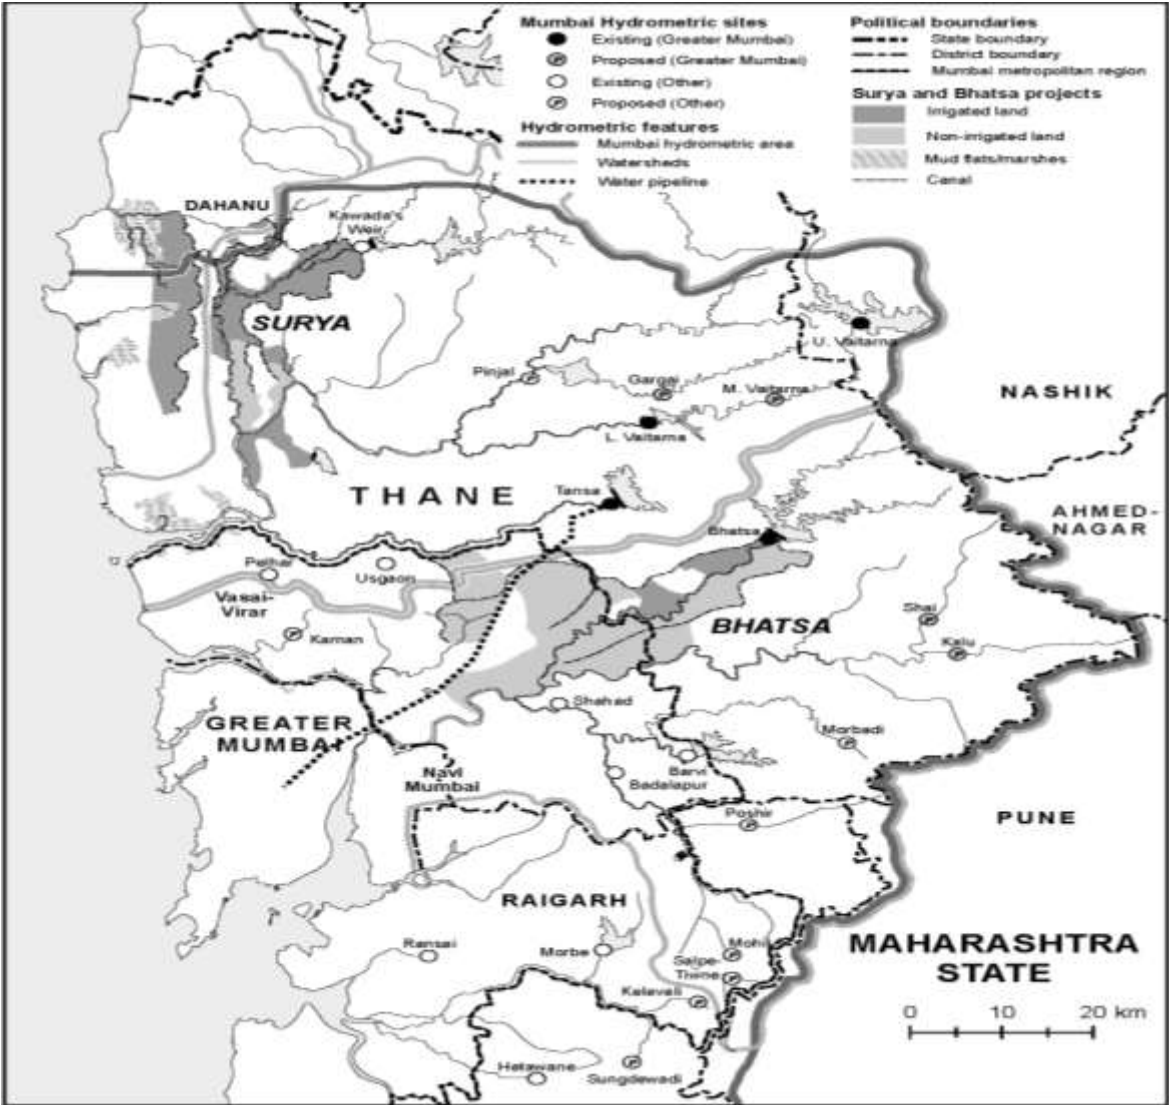 Mumbai Hydrometric sites
Existing (Greater Mumbai)
Proposed (Greater Mumbai)
Existing (Other)
Proposed (Other)
Hydrometric features
Mumbai hydrometric area
Watersheds
Water pipeline
Political boundaries
State boundary
District boundary
Mumbai metropolitan region
Surya and Bhatsa projects
Irrigated land
Non-irrigated land
Mud flats/marshes
Canal
DAHANU
Kawada's
Weir
SURYA
U. Vaitarna
Pinjal
Gargai
M. Vaitarna
NASHIK
L. Vaitarna
THANE
Tansa
AHMED-
NAGAR
Bhatsa
Pelhar
Usgaon
Vasai-
Virar
Kaman
BHATSA
Shai
Kalu
Shahad
GREATER
MUMBAI
Morbadi
Navi
Mumbai
Barvi
Badalapur
Poshir
PUNE
RAIGARH
Ransai
Morbe
Mohili
Salpe-
Thine
Kalavali
MAHARASHTRA
STATE
0 10 20 km
Hetawane
Sungdewadi